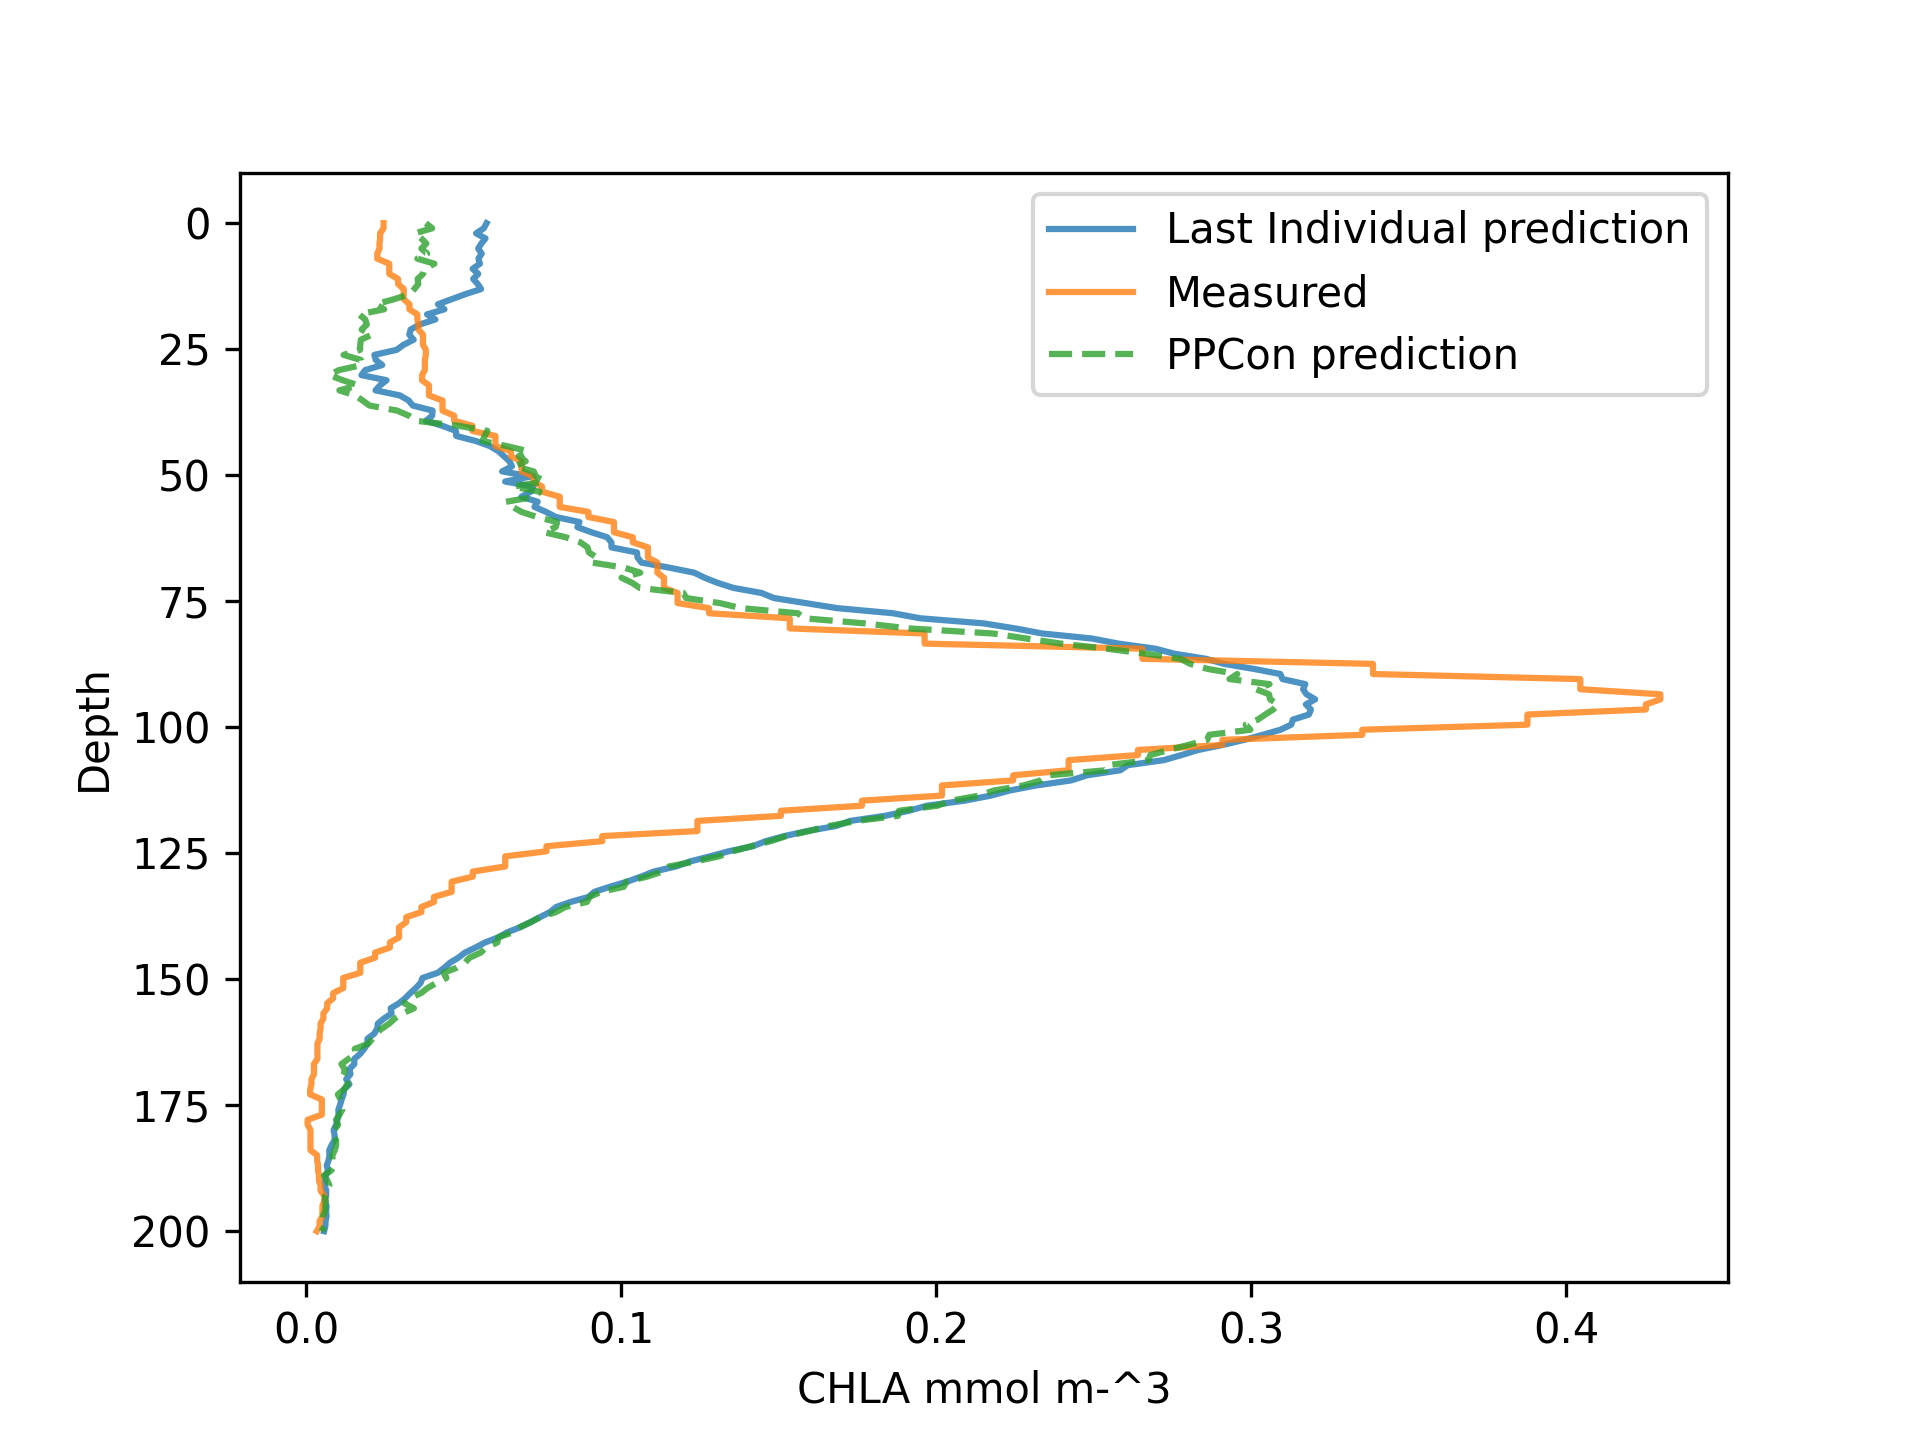 Last Individual prediction
Measured
PPCon prediction
0
25
50
75
100
125
150
175
200
Depth
0.0 0.1 0.2 0.3 0.4
CHLA mmol m-^3